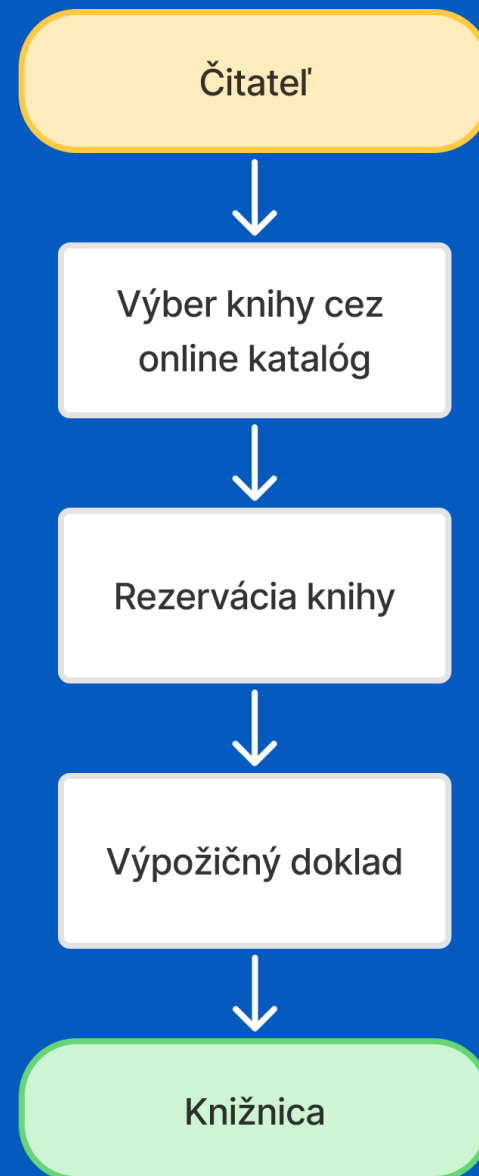 Čitateľ
Výber knihy cez
online katalóg
Rezervácia knihy
Výpožičný doklad
Knižnica